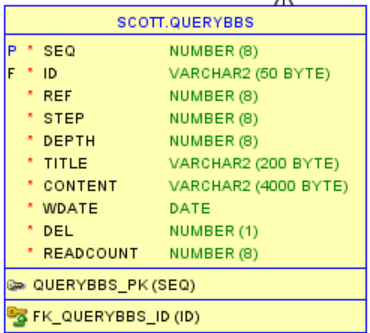 SCOTT.QUERYBBS
P * SEQ NUMBER (8)
F * ID VARCHAR2 (50 BYTE)
* REF NUMBER (8)
* STEP NUMBER (8)
* DEPTH NUMBER (8)
* TITLE VARCHAR2 (200 BYTE)
* CONTENT VARCHAR2 (4000 BYTE)
* WDATE DATE
* DEL NUMBER (1)
* READCOUNT NUMBER (8)
QUERYBBS_PK (SEQ)
FK_QUERYBBS_ID (ID)